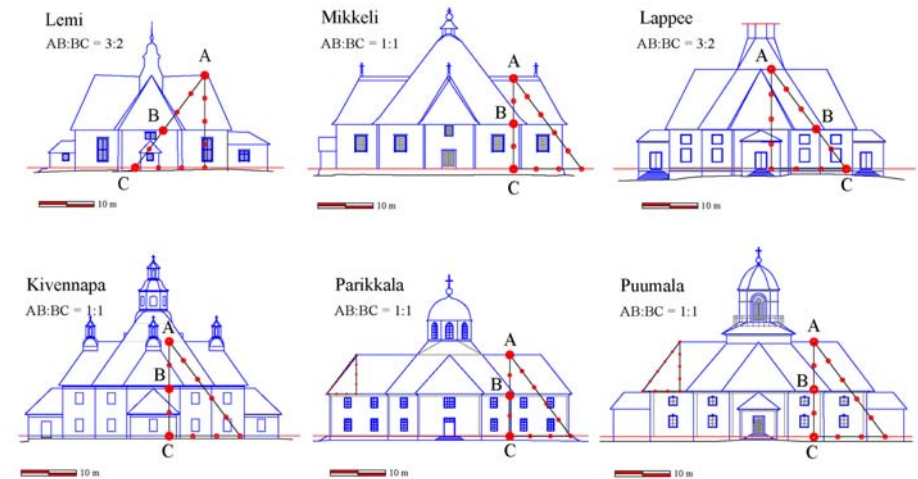 Lemi
AB:BC = 3:2
A
B
C
10 m
Mikkeli
AB:BC = 1:1
A
B
C
10 m
Lappee
AB:BC = 3:2
A
B
C
10 m
Kivennapa
AB:BC = 1:1
A
B
C
10 m
Parikkala
AB:BC = 1:1
A
B
C
10 m
Puumala
AB:BC = 1:1
A
B
C
10 m